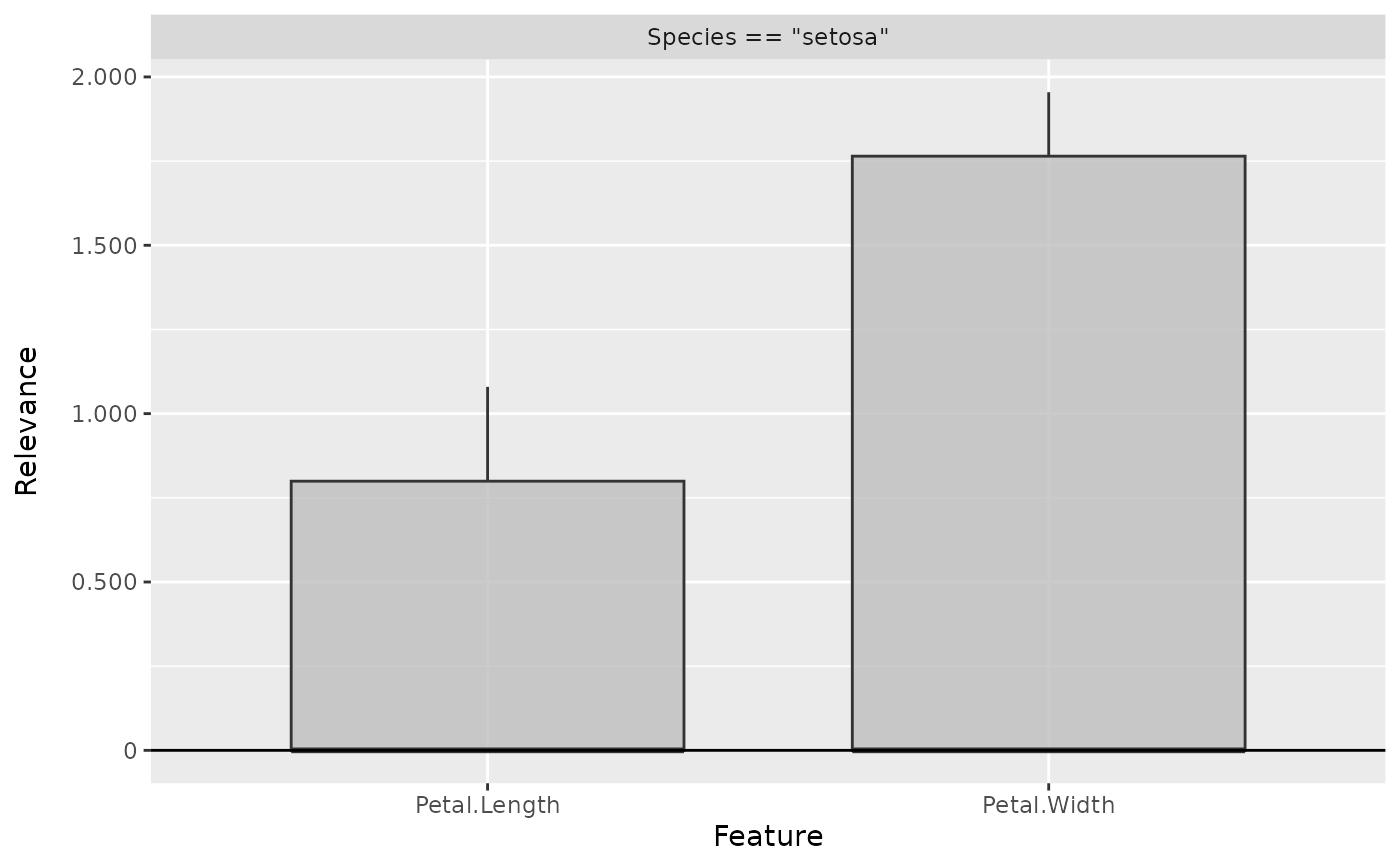 Species == "setosa"
2.000
1.500
1.000
0.500
0
Relevance
Petal.Length
Petal.Width
Feature